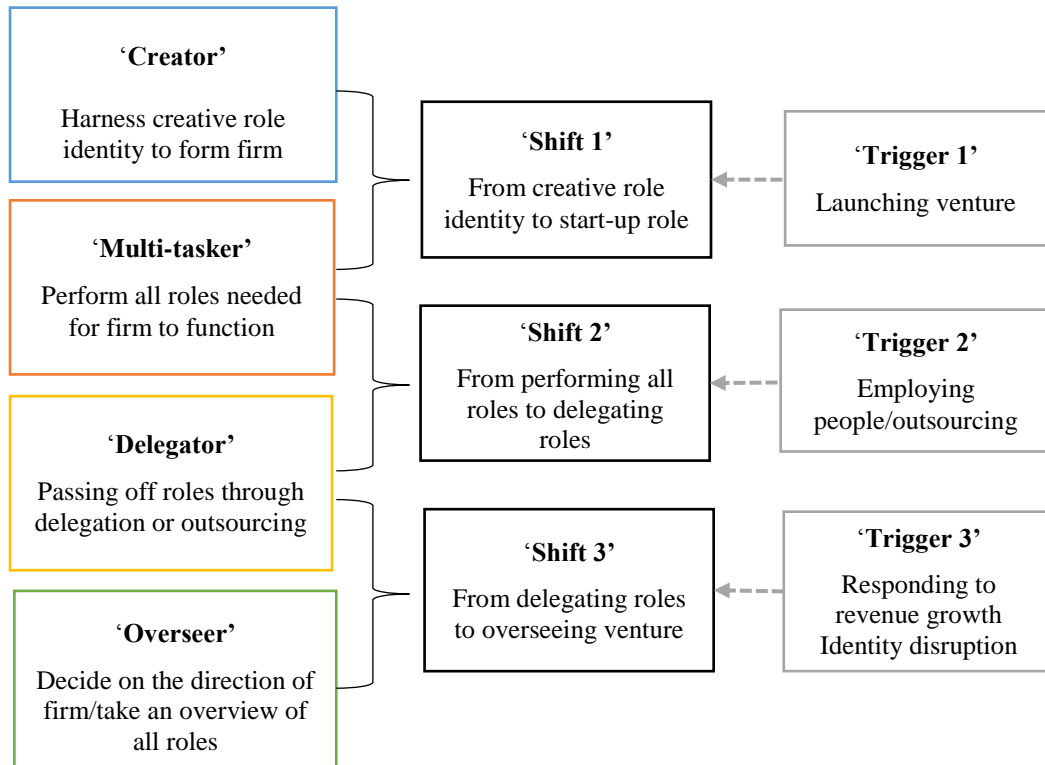 ‘Creator’
Harness creative role
identity to form firm
‘Multi-tasker’
Perform all roles needed
for firm to function
‘Delegator’
Passing off roles through
delegation or outsourcing
‘Overseer’
Decide on the direction of
firm/take an overview of
all roles
‘Shift 1’
From creative role
identity to start-up role
‘Shift 2’
From performing all
roles to delegating
roles
‘Shift 3’
From delegating roles
to overseeing venture
‘Trigger 1’
Launching venture
‘Trigger 2’
Employing
people/outsourcing
‘Trigger 3’
Responding to
revenue growth
Identity disruption